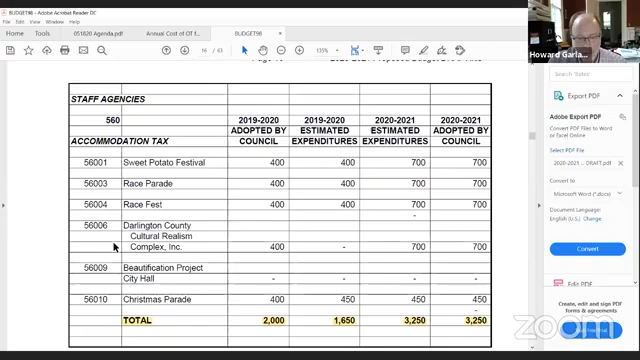 BUDGET98 - Adobe Acrobat Reader DC
File Edit View Window Help
051820 Agenda.pdf
Annual Cost of OT f...
BUDGET98
16 / 63
135%
Howard Garla...
STAFF AGENCIES
560 2019-2020 2019-2020 2020-2021 2020-2021
ADOPTED BY ESTIMATED ESTIMATED ADOPTED BY
ACCOMMODATION TAX COUNCIL EXPENDITURES EXPENDITURES COUNCIL
56001 Sweet Potato Festival 400 400 700 700
56003 Race Parade 400 400 700 700
56004 Race Fest 400 400 700 700
-
56006 Darlington County
Cultural Realism
Complex, Inc. 400 - 700 700
56009 Beautification Project
City Hall - - - -
56010 Christmas Parade 400 450 450 450
-
TOTAL 2,000 1,650 3,250 3,250
Export PDF
Adobe Export PDF
Convert PDF Files to Word
or Excel Online
Select PDF File
2020-2021 ... DRAFT.pdf
Convert to
Microsoft Word (*.docx)
Document Language:
English (U.S.) Change
Convert
Edit PDF
Create, edit and sign PDF
forms & agreements
zoom